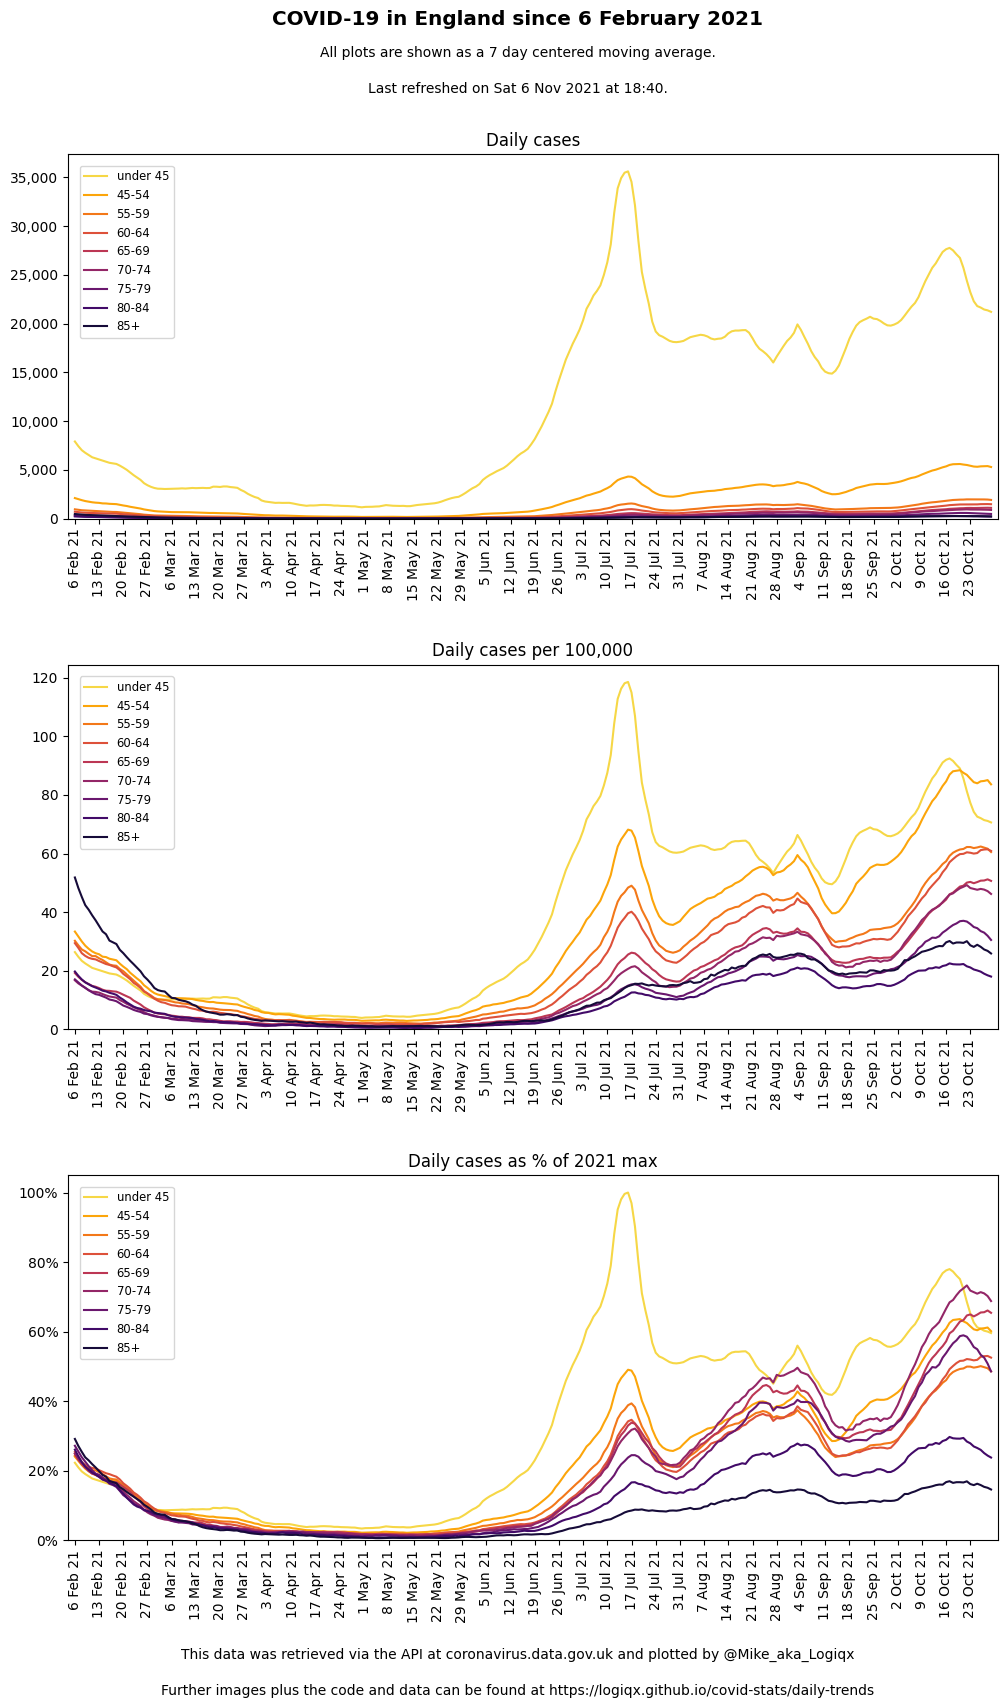 COVID-19 in England since 6 February 2021
All plots are shown as a 7 day centered moving average.
Last refreshed on Sat 6 Nov 2021 at 18:40.
Daily cases
35,000
30,000
25,000
20,000
15,000
10,000
5,000
0
under 45
45-54
55-59
60-64
65-69
70-74
75-79
80-84
85+
6 Feb 21
13 Feb 21
20 Feb 21
27 Feb 21
6 Mar 21
13 Mar 21
20 Mar 21
27 Mar 21
3 Apr 21
10 Apr 21
17 Apr 21
24 Apr 21
1 May 21
8 May 21
15 May 21
22 May 21
29 May 21
5 Jun 21
12 Jun 21
19 Jun 21
26 Jun 21
3 Jul 21
10 Jul 21
17 Jul 21
24 Jul 21
31 Jul 21
7 Aug 21
14 Aug 21
21 Aug 21
28 Aug 21
4 Sep 21
11 Sep 21
18 Sep 21
25 Sep 21
2 Oct 21
9 Oct 21
16 Oct 21
23 Oct 21
Daily cases per 100,000
120
100
80
60
40
20
0
under 45
45-54
55-59
60-64
65-69
70-74
75-79
80-84
85+
6 Feb 21
13 Feb 21
20 Feb 21
27 Feb 21
6 Mar 21
13 Mar 21
20 Mar 21
27 Mar 21
3 Apr 21
10 Apr 21
17 Apr 21
24 Apr 21
1 May 21
8 May 21
15 May 21
22 May 21
29 May 21
5 Jun 21
12 Jun 21
19 Jun 21
26 Jun 21
3 Jul 21
10 Jul 21
17 Jul 21
24 Jul 21
31 Jul 21
7 Aug 21
14 Aug 21
21 Aug 21
28 Aug 21
4 Sep 21
11 Sep 21
18 Sep 21
25 Sep 21
2 Oct 21
9 Oct 21
16 Oct 21
23 Oct 21
Daily cases as % of 2021 max
100%
80%
60%
40%
20%
0%
under 45
45-54
55-59
60-64
65-69
70-74
75-79
80-84
85+
6 Feb 21
13 Feb 21
20 Feb 21
27 Feb 21
6 Mar 21
13 Mar 21
20 Mar 21
27 Mar 21
3 Apr 21
10 Apr 21
17 Apr 21
24 Apr 21
1 May 21
8 May 21
15 May 21
22 May 21
29 May 21
5 Jun 21
12 Jun 21
19 Jun 21
26 Jun 21
3 Jul 21
10 Jul 21
17 Jul 21
24 Jul 21
31 Jul 21
7 Aug 21
14 Aug 21
21 Aug 21
28 Aug 21
4 Sep 21
11 Sep 21
18 Sep 21
25 Sep 21
2 Oct 21
9 Oct 21
16 Oct 21
23 Oct 21
This data was retrieved via the API at coronavirus.data.gov.uk and plotted by @Mike_aka_Logiqx
Further images plus the code and data can be found at https://logiqx.github.io/covid-stats/daily-trends